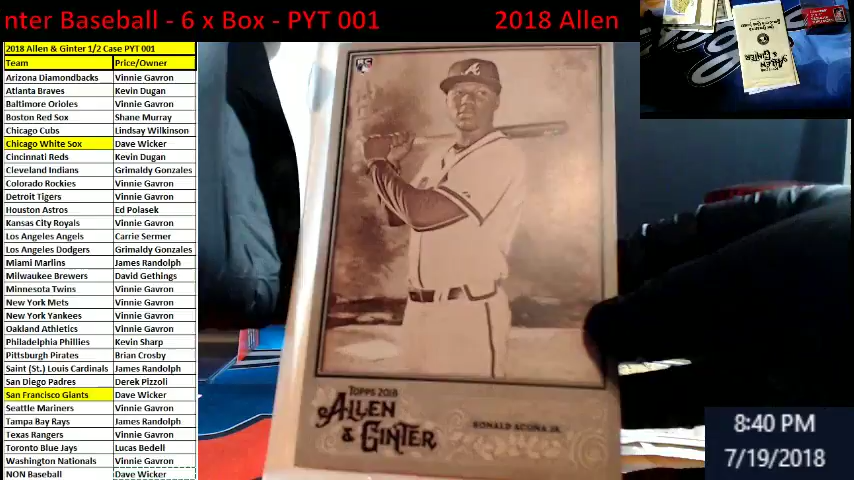 nter Baseball - 6 x Box - PYT 001 2018 Allen
2018 Allen & Ginter 1/2 Case PYT 001
Team Price/Owner
Arizona Diamondbacks Vinnie Gavron
Atlanta Braves Kevin Dugan
Baltimore Orioles Vinnie Gavron
Boston Red Sox Shane Murray
Chicago Cubs Lindsay Wilkinson
Chicago White Sox Dave Wicker
Cincinnati Reds Kevin Dugan
Cleveland Indians Grimaldy Gonzales
Colorado Rockies Vinnie Gavron
Detroit Tigers Vinnie Gavron
Houston Astros Ed Polasek
Kansas City Royals Vinnie Gavron
Los Angeles Angels Carrie Sermer
Los Angeles Dodgers Grimaldy Gonzales
Miami Marlins James Randolph
Milwaukee Brewers David Gethings
Minnesota Twins Vinnie Gavron
New York Mets Vinnie Gavron
New York Yankees Vinnie Gavron
Oakland Athletics Vinnie Gavron
Philadelphia Phillies Kevin Sharp
Pittsburgh Pirates Brian Crosby
Saint (St.) Louis Cardinals James Randolph
San Diego Padres Derek Pizzoli
San Francisco Giants Dave Wicker
Seattle Mariners Vinnie Gavron
Tampa Bay Rays James Randolph
Texas Rangers Vinnie Gavron
Toronto Blue Jays Lucas Bedell
Washington Nationals Vinnie Gavron
NON Baseball Dave Wicker
RC
A
TOPPS 2018
ALLEN
& GINTER
RONALD ACUÑA JR.
ALLEN
& GINTER
8:40 PM
7/19/2018